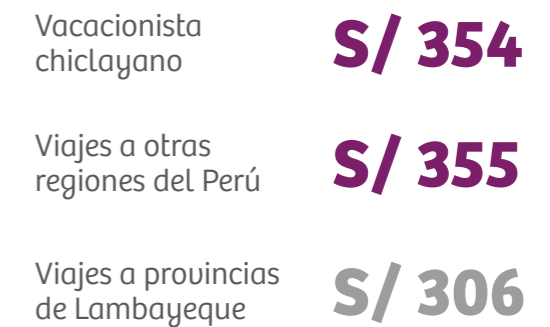 Vacacionista
chiclayano
S/ 354
Viajes a otras
regiones del Perú
S/ 355
Viajes a provincias
de Lambayeque
S/ 306